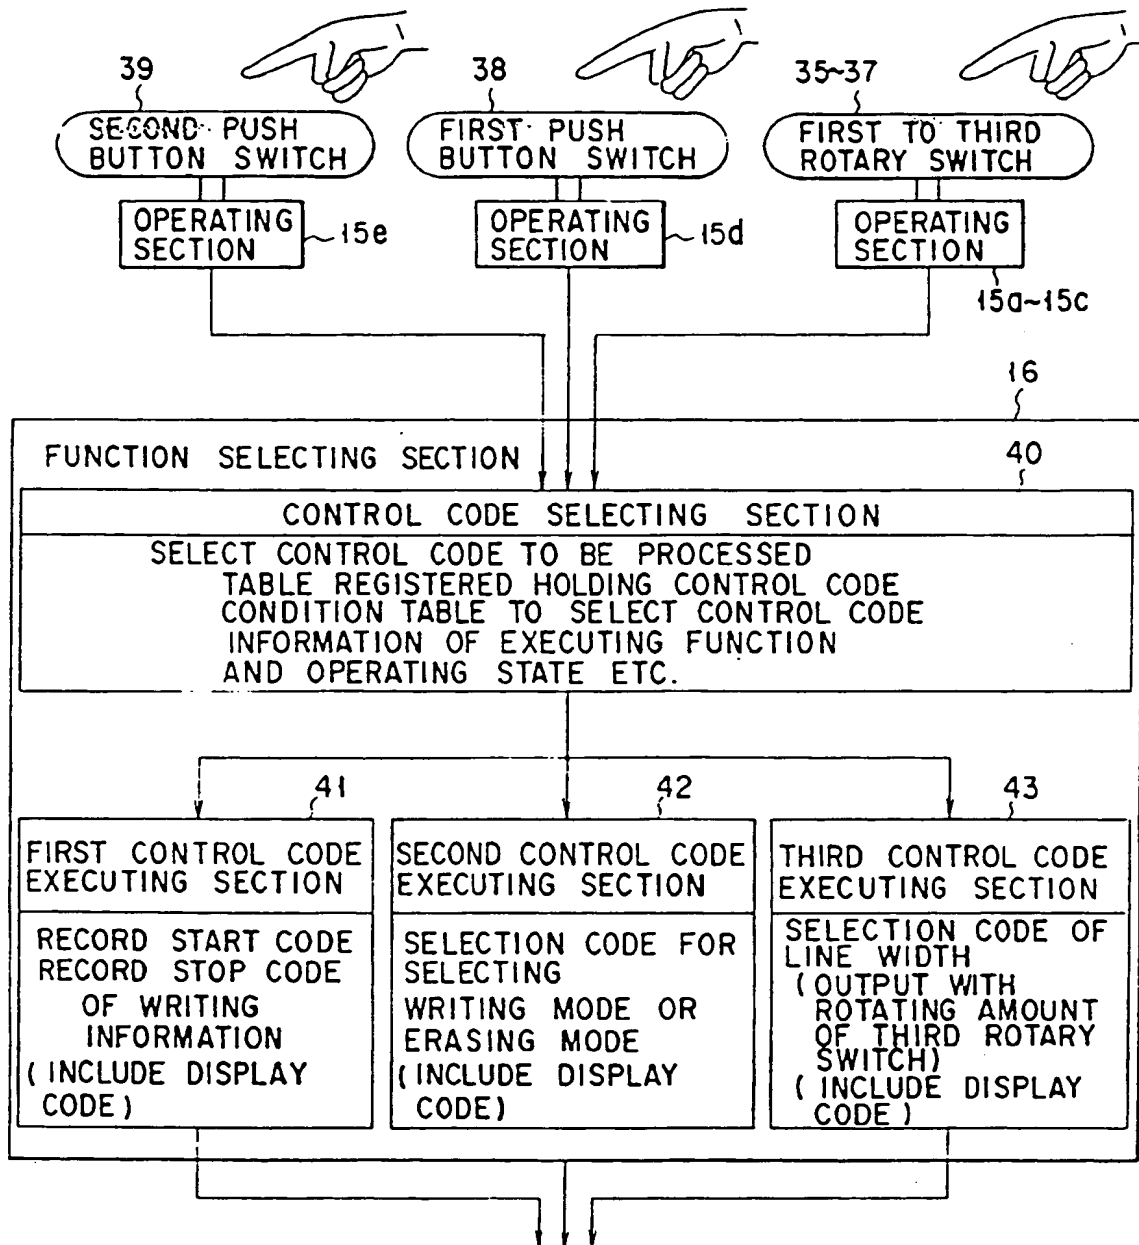 39
38
35~37
SECOND PUSH
BUTTON SWITCH
FIRST PUSH
BUTTON SWITCH
FIRST TO THIRD
ROTARY SWITCH
OPERATING
SECTION
15e
OPERATING
SECTION
15d
OPERATING
SECTION
15a~15c
16
FUNCTION SELECTING SECTION
40
CONTROL CODE SELECTING SECTION
SELECT CONTROL CODE TO BE PROCESSED
TABLE REGISTERED HOLDING CONTROL CODE
CONDITION TABLE TO SELECT CONTROL CODE
INFORMATION OF EXECUTING FUNCTION
AND OPERATING STATE ETC.
41
42
43
FIRST CONTROL CODE
EXECUTING SECTION
RECORD START CODE
RECORD STOP CODE
OF WRITING
INFORMATION
(INCLUDE DISPLAY
CODE)
SECOND CONTROL CODE
EXECUTING SECTION
SELECTION CODE FOR
SELECTING
WRITING MODE OR
ERASING MODE
(INCLUDE DISPLAY
CODE)
THIRD CONTROL CODE
EXECUTING SECTION
SELECTION CODE OF
LINE WIDTH
(OUTPUT WITH
ROTATING AMOUNT
OF THIRD ROTARY
SWITCH)
(INCLUDE DISPLAY
CODE)